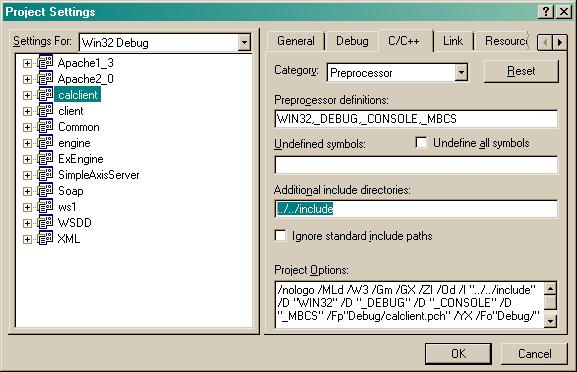 Project Settings
Settings For: Win32 Debug
Apache1_3
Apache2_0
calclient
client
Common
engine
ExEngine
SimpleAxisServer
Soap
ws1
WSDD
XML
General Debug C/C++ Link Resourc
Category: Preprocessor Reset
Preprocessor definitions:
WIN32,_DEBUG,_CONSOLE,_MBCS
Undefined symbols: Undefine all symbols
Additional include directories:
../../include
Ignore standard include paths
Project Options:
/nologo /MLd /W3 /Gm /GX /ZI /Od /I "../../include"
/D "WIN32" /D "_DEBUG" /D "_CONSOLE" /D
"_MBCS" /Fp"Debug/calclient.pch" /YX /Fo"Debug/"
OK Cancel